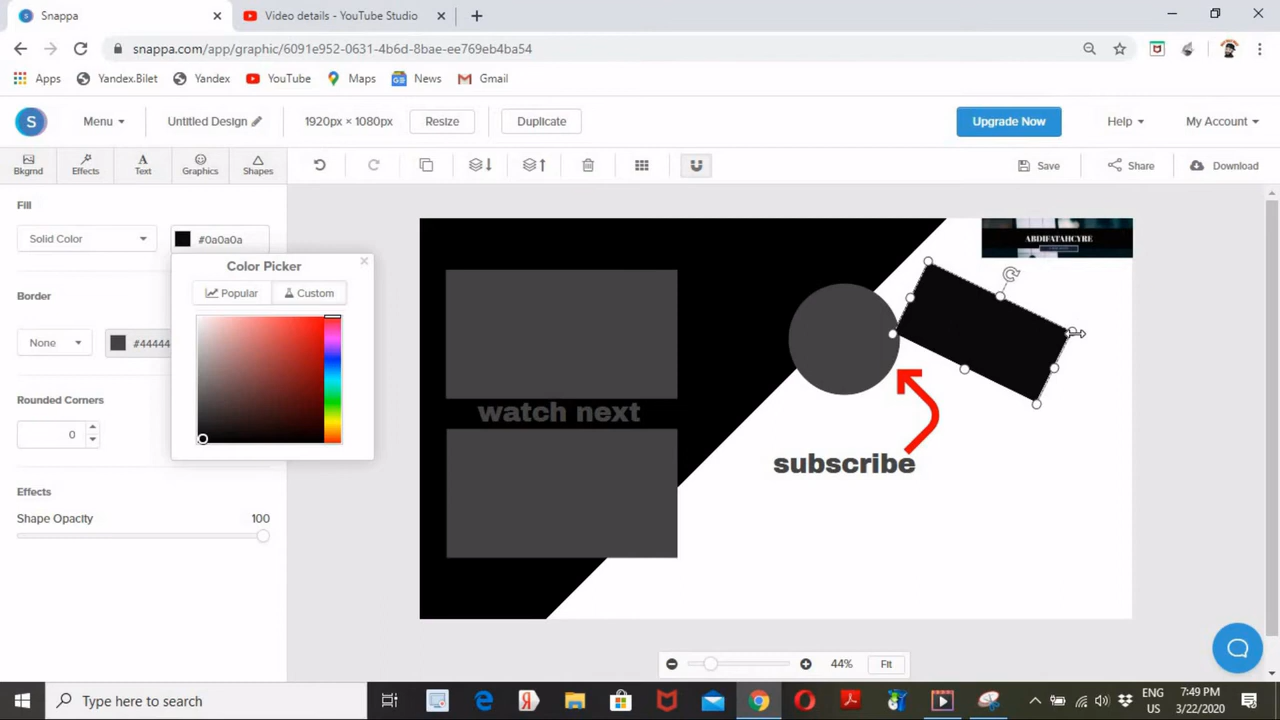 Snappa
Video details - YouTube Studio
snappa.com/app/graphic/6091e952-0631-4b6d-8bae-ee769eb4ba54
Apps
Yandex.Bilet
Yandex
YouTube
Maps
News
Gmail
S
Menu
Untitled Design
1920px × 1080px
Resize
Duplicate
Upgrade Now
Help
My Account
Bkgrnd
Effects
Text
Graphics
Shapes
Save
Share
Download
Fill
Solid Color
#0a0a0a
Color Picker
Popular
Custom
Border
None
#44444
Rounded Corners
0
Effects
Shape Opacity
100
ABDIFATAHCYRE
watch next
subscribe
44%
Fit
Type here to search
ENG
US
7:49 PM
3/22/2020